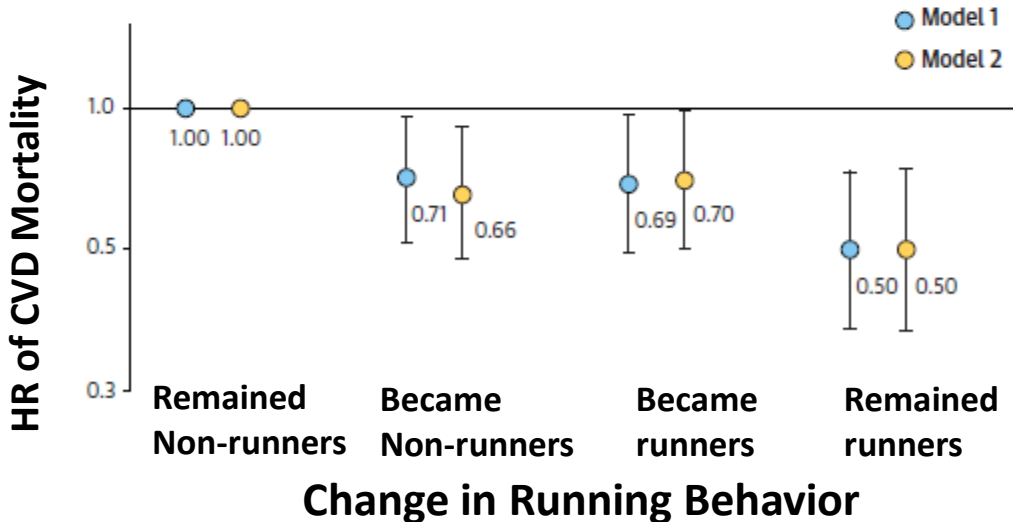 Model 1
Model 2
HR of CVD Mortality
1.0
0.5
0.3
1.00 1.00
0.71
0.66
0.69
0.70
0.50
0.50
Remained
Non-runners
Became
Non-runners
Became
runners
Remained
runners
Change in Running Behavior